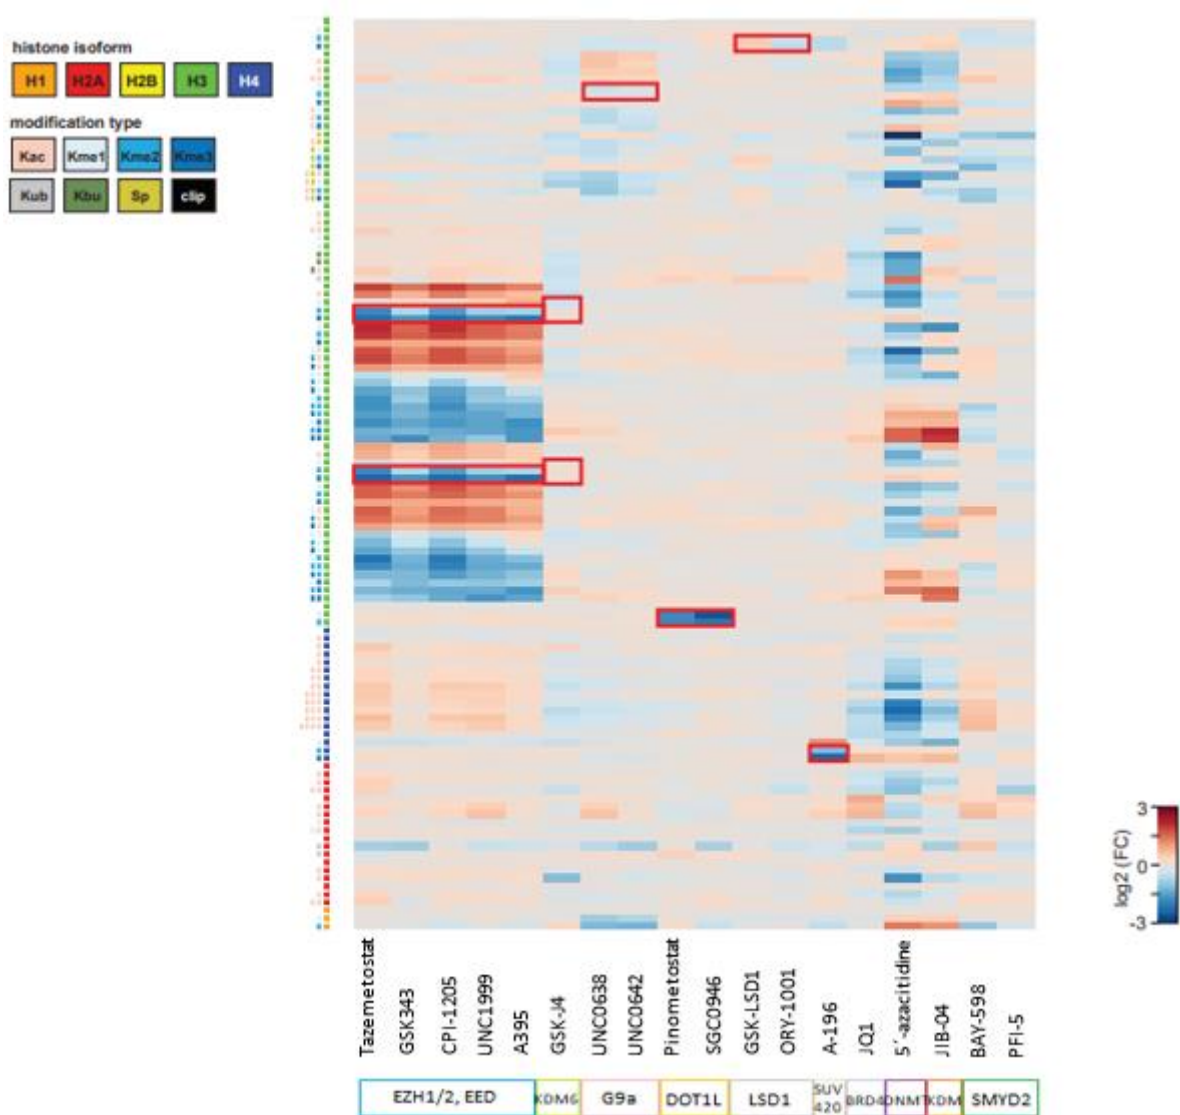 histone isoform
H1 H2A H2B H3 H4
modification type
Kac Kme1 Kme2 Kme3
Kub Kbu Sp clip
3
0
-3
log2 (FC)
Tazemetostat
GSK343
CPI-1205
UNC1999
A395
GSK-J4
UNC0638
UNC0642
Pinometostat
SGC0946
GSK-LSD1
ORY-1001
A-196
JQ1
5´-azacitidine
JIB-04
BAY-598
PFI-5
EZH1/2, EED KDM6 G9a DOT1L LSD1 SUV 420 BRD4 DNMT KDM SMYD2